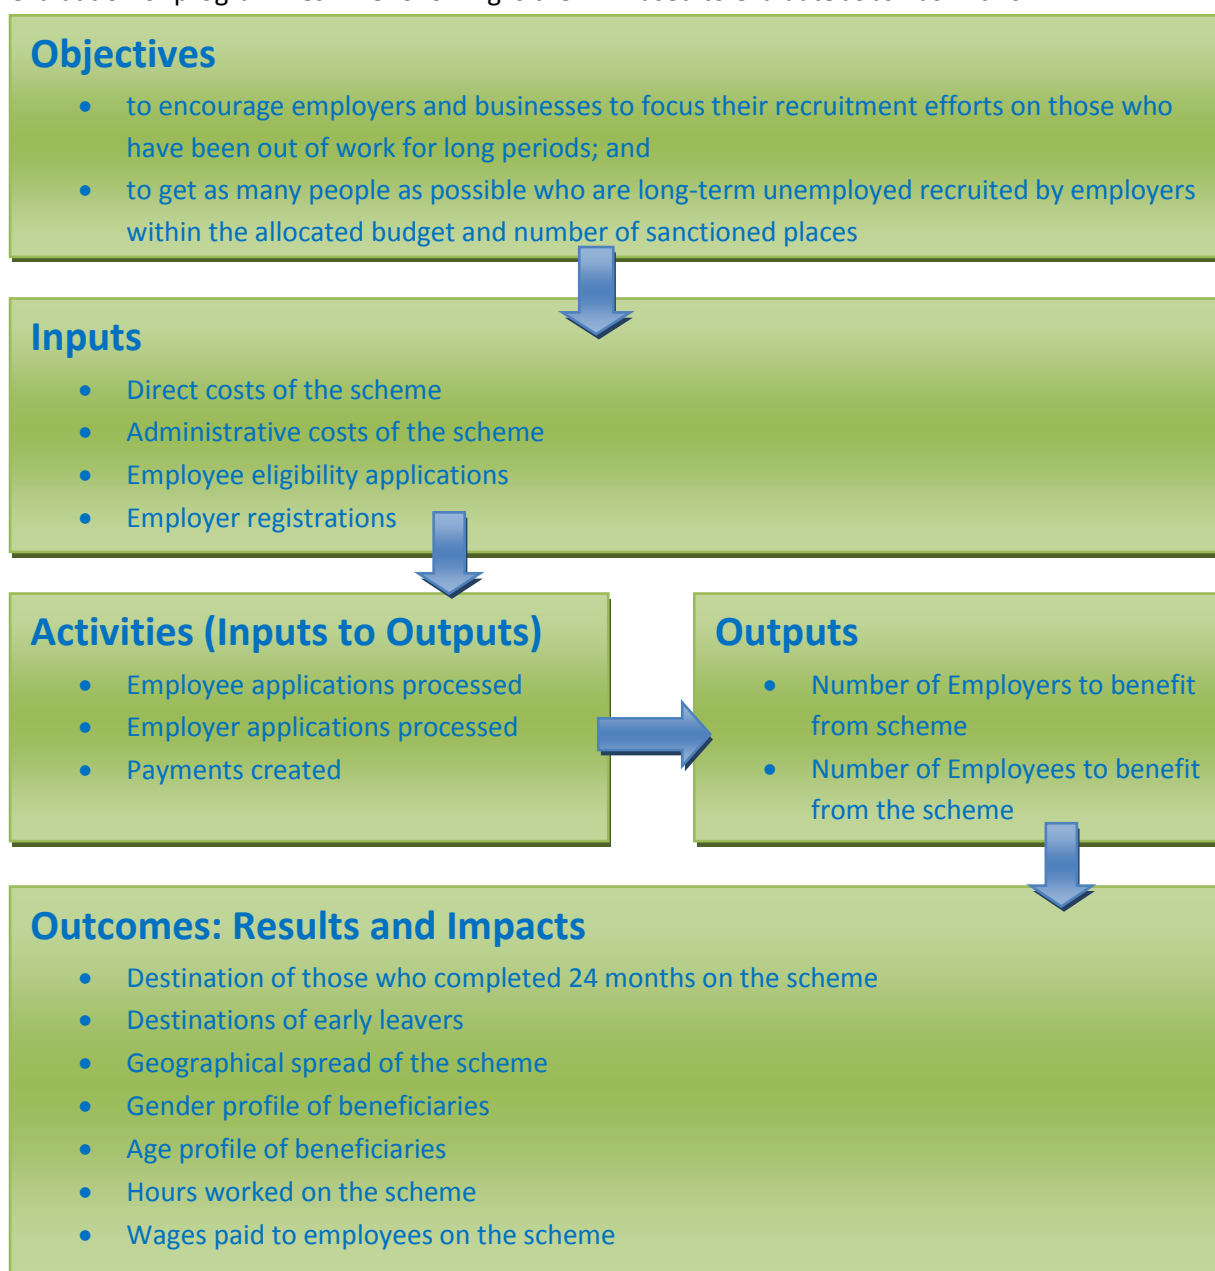 Objectives
• to encourage employers and businesses to focus their recruitment efforts on those who
have been out of work for long periods; and
• to get as many people as possible who are long-term unemployed recruited by employers
within the allocated budget and number of sanctioned places
Inputs
• Direct costs of the scheme
• Administrative costs of the scheme
• Employee eligibility applications
• Employer registrations
Activities (Inputs to Outputs)
• Employee applications processed
• Employer applications processed
• Payments created
Outputs
• Number of Employers to benefit
from scheme
• Number of Employees to benefit
from the scheme
Outcomes: Results and Impacts
• Destination of those who completed 24 months on the scheme
• Destinations of early leavers
• Geographical spread of the scheme
• Gender profile of beneficiaries
• Age profile of beneficiaries
• Hours worked on the scheme
• Wages paid to employees on the scheme